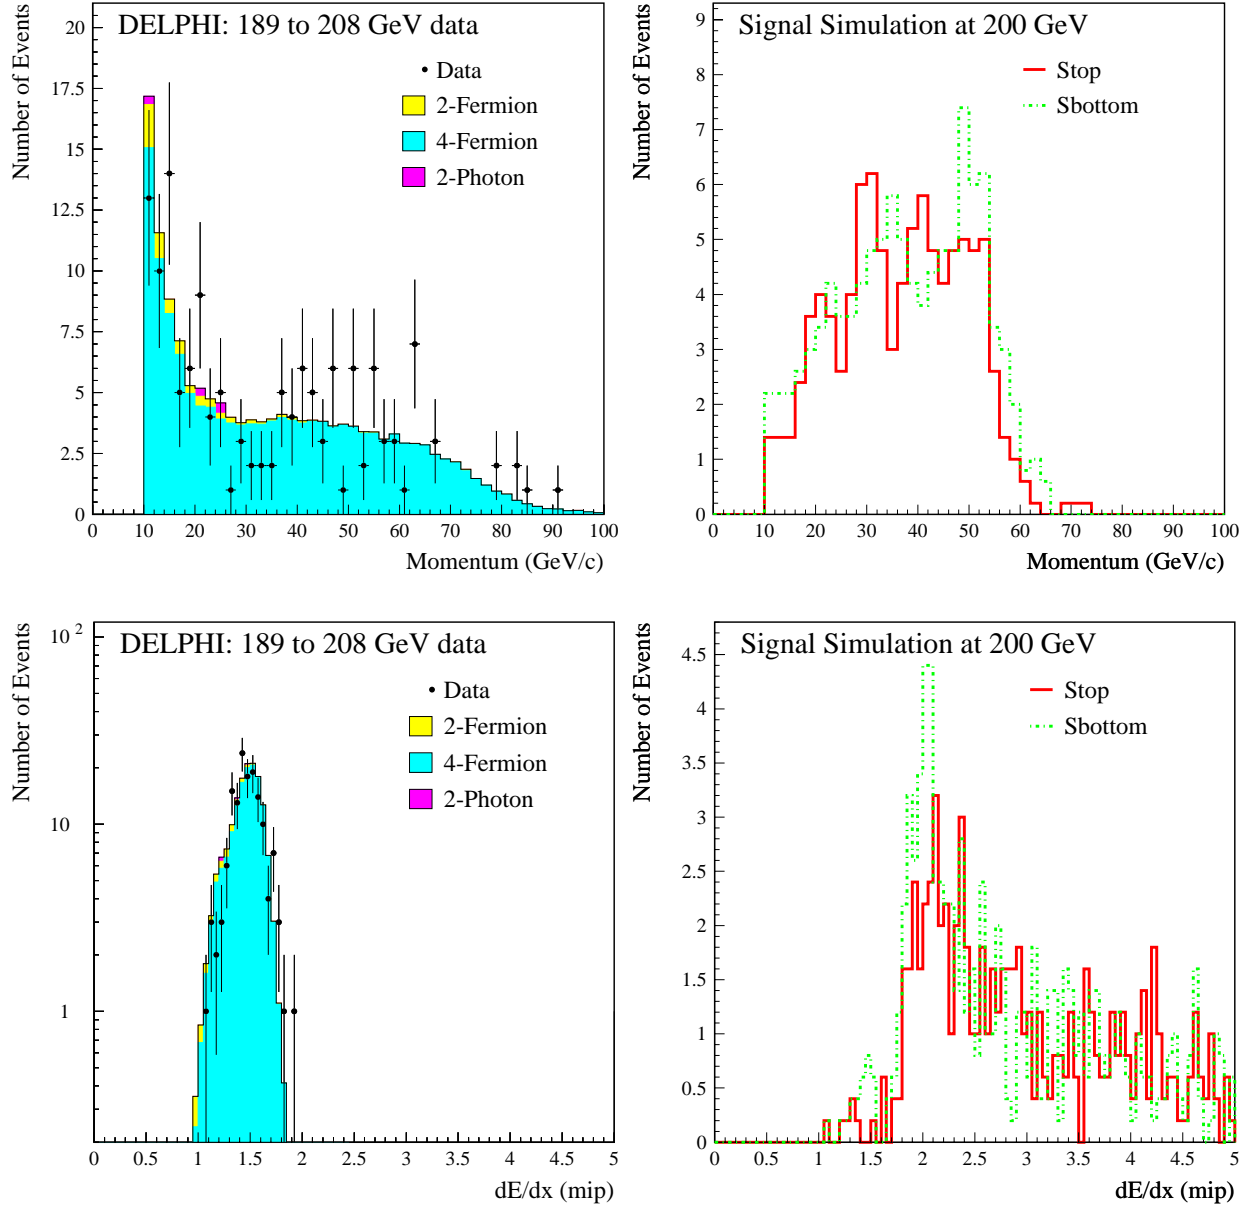 DELPHI: 189 to 208 GeV data
Number of Events
Data
2-Fermion
4-Fermion
2-Photon
20
17.5
15
12.5
10
7.5
5
2.5
0
0 10 20 30 40 50 60 70 80 90 100
Momentum (GeV/c)
Signal Simulation at 200 GeV
Number of Events
Stop
Sbottom
9
8
7
6
5
4
3
2
1
0
0 10 20 30 40 50 60 70 80 90 100
Momentum (GeV/c)
DELPHI: 189 to 208 GeV data
Number of Events
Data
2-Fermion
4-Fermion
2-Photon
10 2
10
1
0 0.5 1 1.5 2 2.5 3 3.5 4 4.5 5
dE/dx (mip)
Signal Simulation at 200 GeV
Number of Events
Stop
Sbottom
4.5
4
3.5
3
2.5
2
1.5
1
0.5
0
0 0.5 1 1.5 2 2.5 3 3.5 4 4.5 5
dE/dx (mip)